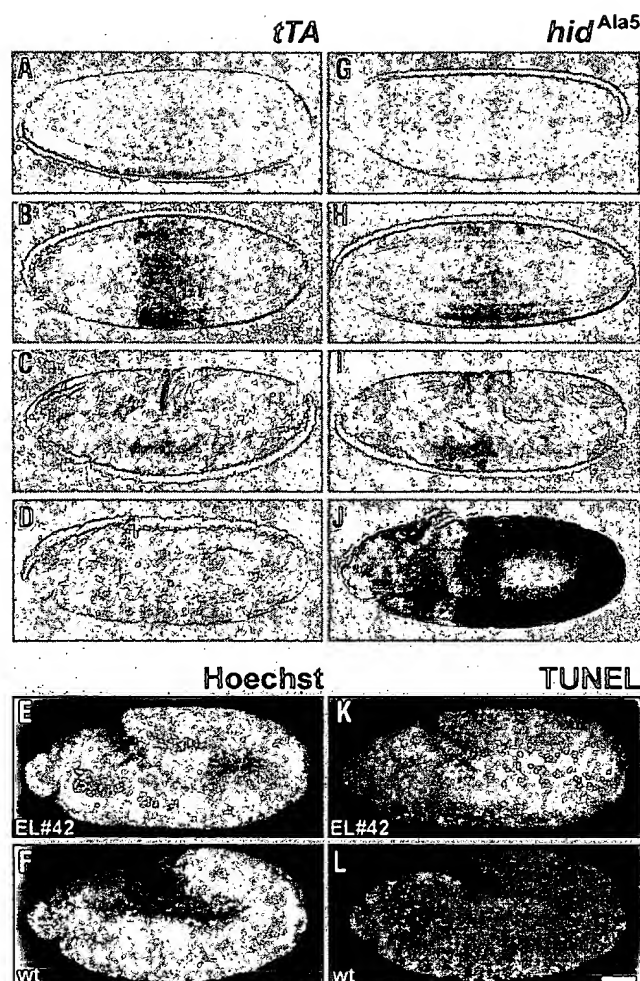 tTA hid Ala5
A G
B H
C I
D J
Hoechst TUNEL
E K
EL#42 EL#42
F L
wt wt